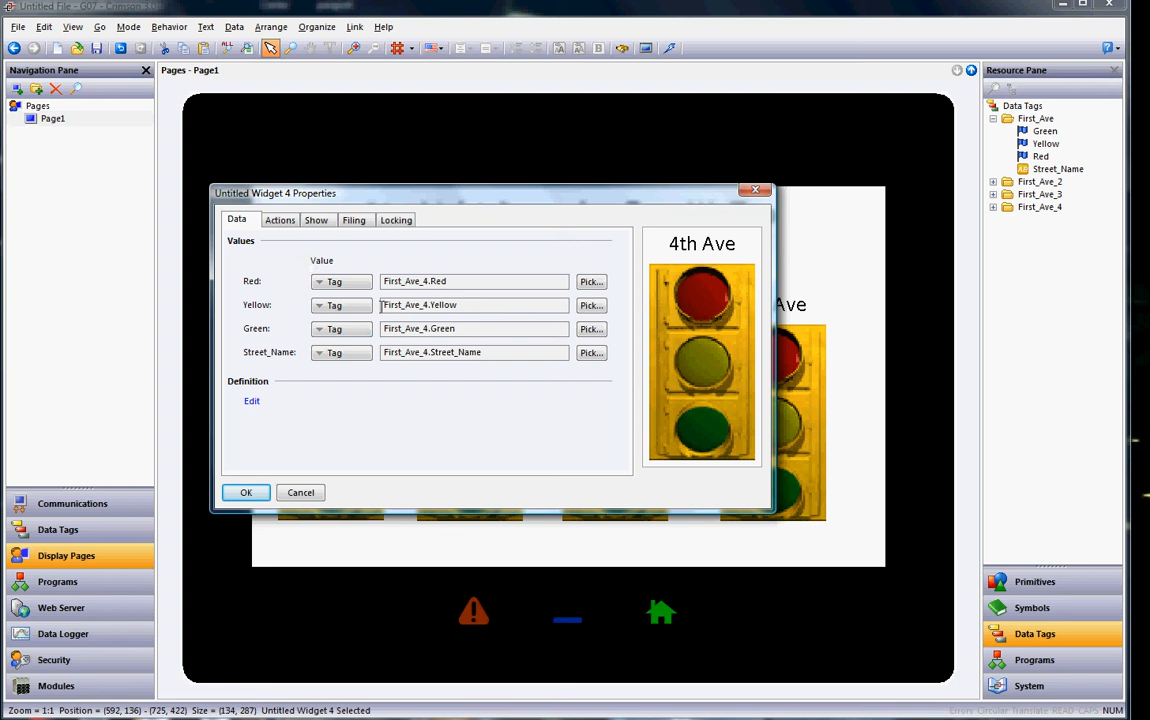 Untitled File - G07 - Crimson 3.0
File Edit View Go Mode Behavior Text Data Arrange Organize Link Help
Navigation Pane
Pages - Page1
Resource Pane
Pages
Page1
Data Tags
First_Ave
Green
Yellow
Red
Street_Name
First_Ave_2
First_Ave_3
First_Ave_4
Untitled Widget 4 Properties
Data Actions Show Filing Locking
Values
Value
Red: Tag First_Ave_4.Red Pick...
Yellow: Tag First_Ave_4.Yellow Pick...
Green: Tag First_Ave_4.Green Pick...
Street_Name: Tag First_Ave_4.Street_Name Pick...
Definition
Edit
4th Ave
Ave
OK Cancel
Communications
Data Tags
Display Pages
Programs
Web Server
Data Logger
Security
Modules
Primitives
Symbols
Data Tags
Programs
System
Zoom = 1:1 Position = (592, 136) - (725, 422) Size = (134, 287) Untitled Widget 4 Selected
Errors Circular Translate READ CAPS NUM